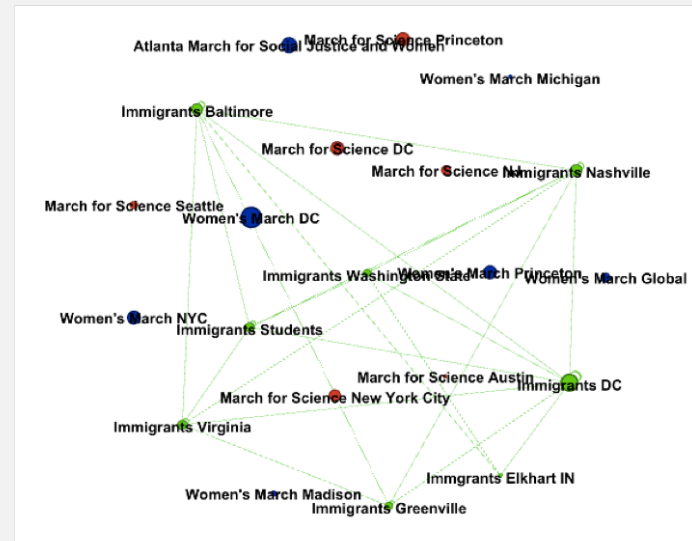 March for Science Princeton
Atlanta March for Social Justice and Women
Women's March Michigan
Immigrants Baltimore
March for Science DC
March for Science NJ
Immigrants Nashville
March for Science Seattle
Women's March DC
Immigrants Washington State
Women's March Princeton
Women's March Global
Women's March NYC
Immigrants Students
March for Science Austin
Immigrants DC
March for Science New York City
Immigrants Virginia
Immgrants Elkhart IN
Women's March Madison
Immigrants Greenville